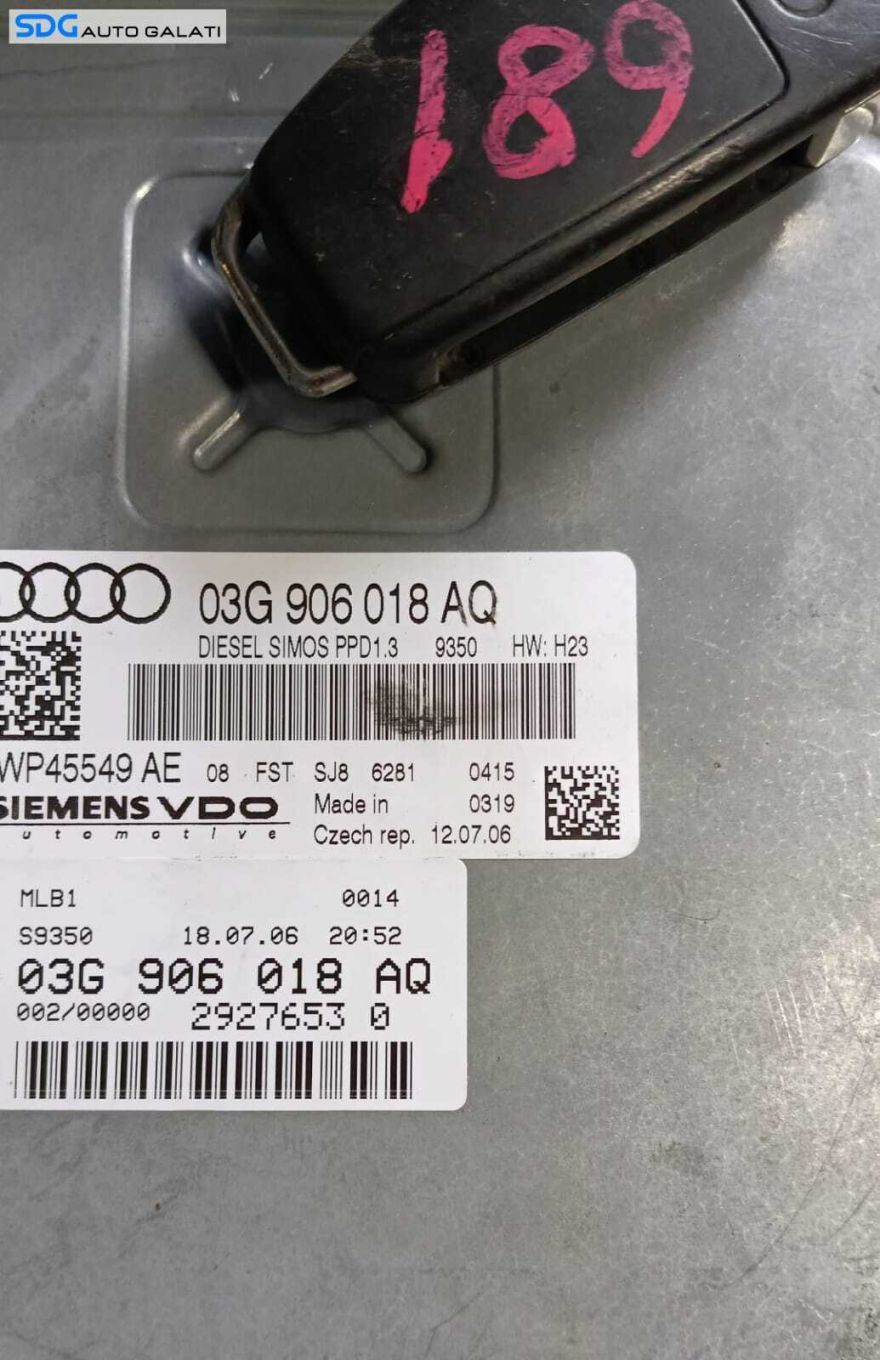 SDG AUTO GALATI
189
03G 906 018 AQ
DIESEL SIMOS PPD1.3 9350 HW: H23
WP45549 AE 08 FST SJ8 6281 0415
SIEMENS VDO Made in 0319
automotive Czech rep. 12.07.06
MLB1 0014
S9350 18.07.06 20:52
03G 906 018 AQ
002/00000 2927653 0